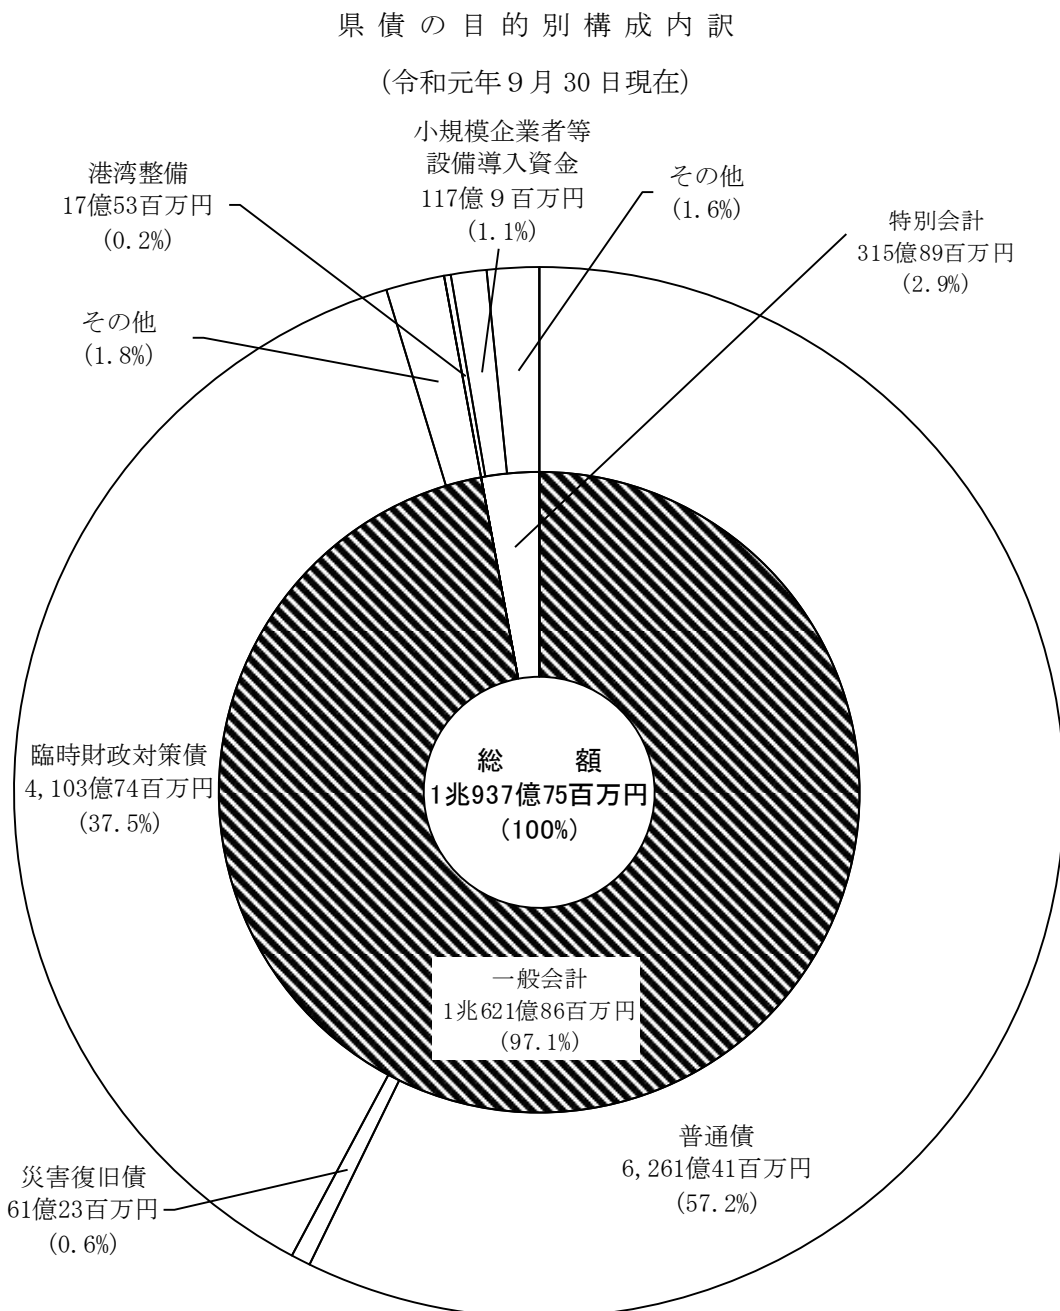 県債の目的別構成内訳
(令和元年９月30日現在)
小規模企業者等
設備導入資金
117億９百万円
(1.1%)
その他
(1.6%)
港湾整備
17億53百万円
(0.2%)
特別会計
315億89百万円
(2.9%)
その他
(1.8%)
臨時財政対策債
4,103億74百万円
(37.5%)
総　額
1兆937億75百万円
(100%)
一般会計
1兆621億86百万円
(97.1%)
普通債
6,261億41百万円
(57.2%)
災害復旧債
61億23百万円
(0.6%)